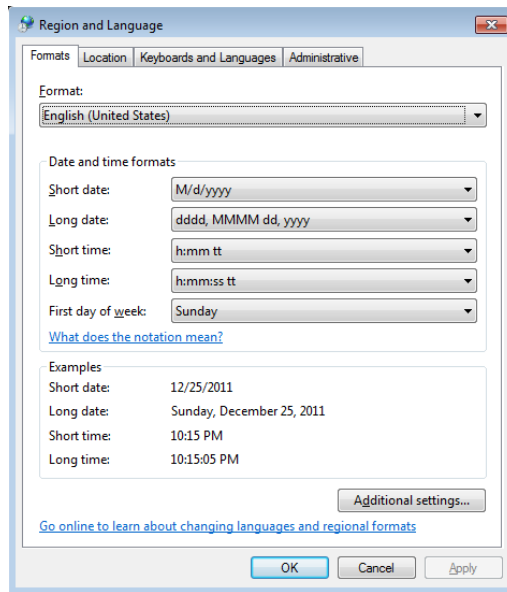 Region and Language
Formats Location Keyboards and Languages Administrative
Format:
English (United States)
Date and time formats
Short date: M/d/yyyy
Long date: dddd, MMMM dd, yyyy
Short time: h:mm tt
Long time: h:mm:ss tt
First day of week: Sunday
What does the notation mean?
Examples
Short date: 12/25/2011
Long date: Sunday, December 25, 2011
Short time: 10:15 PM
Long time: 10:15:05 PM
Additional settings...
Go online to learn about changing languages and regional formats
OK Cancel Apply